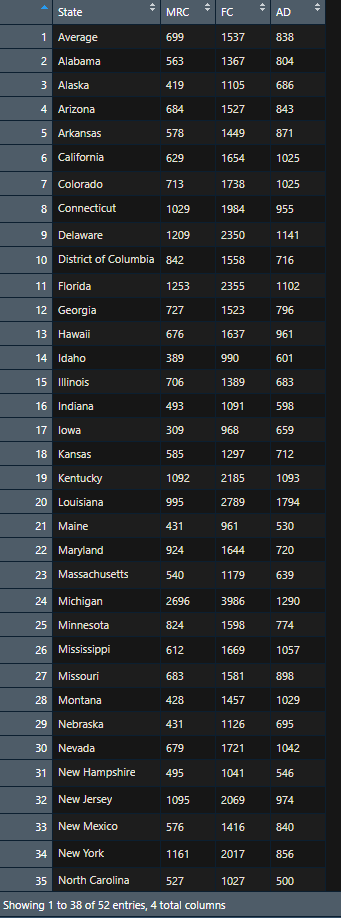 State MRC FC AD
1 Average 699 1537 838
2 Alabama 563 1367 804
3 Alaska 419 1105 686
4 Arizona 684 1527 843
5 Arkansas 578 1449 871
6 California 629 1654 1025
7 Colorado 713 1738 1025
8 Connecticut 1029 1984 955
9 Delaware 1209 2350 1141
10 District of Columbia 842 1558 716
11 Florida 1253 2355 1102
12 Georgia 727 1523 796
13 Hawaii 676 1637 961
14 Idaho 389 990 601
15 Illinois 706 1389 683
16 Indiana 493 1091 598
17 Iowa 309 968 659
18 Kansas 585 1297 712
19 Kentucky 1092 2185 1093
20 Louisiana 995 2789 1794
21 Maine 431 961 530
22 Maryland 924 1644 720
23 Massachusetts 540 1179 639
24 Michigan 2696 3986 1290
25 Minnesota 824 1598 774
26 Mississippi 612 1669 1057
27 Missouri 683 1581 898
28 Montana 428 1457 1029
29 Nebraska 431 1126 695
30 Nevada 679 1721 1042
31 New Hampshire 495 1041 546
32 New Jersey 1095 2069 974
33 New Mexico 576 1416 840
34 New York 1161 2017 856
35 North Carolina 527 1027 500
Showing 1 to 38 of 52 entries, 4 total columns